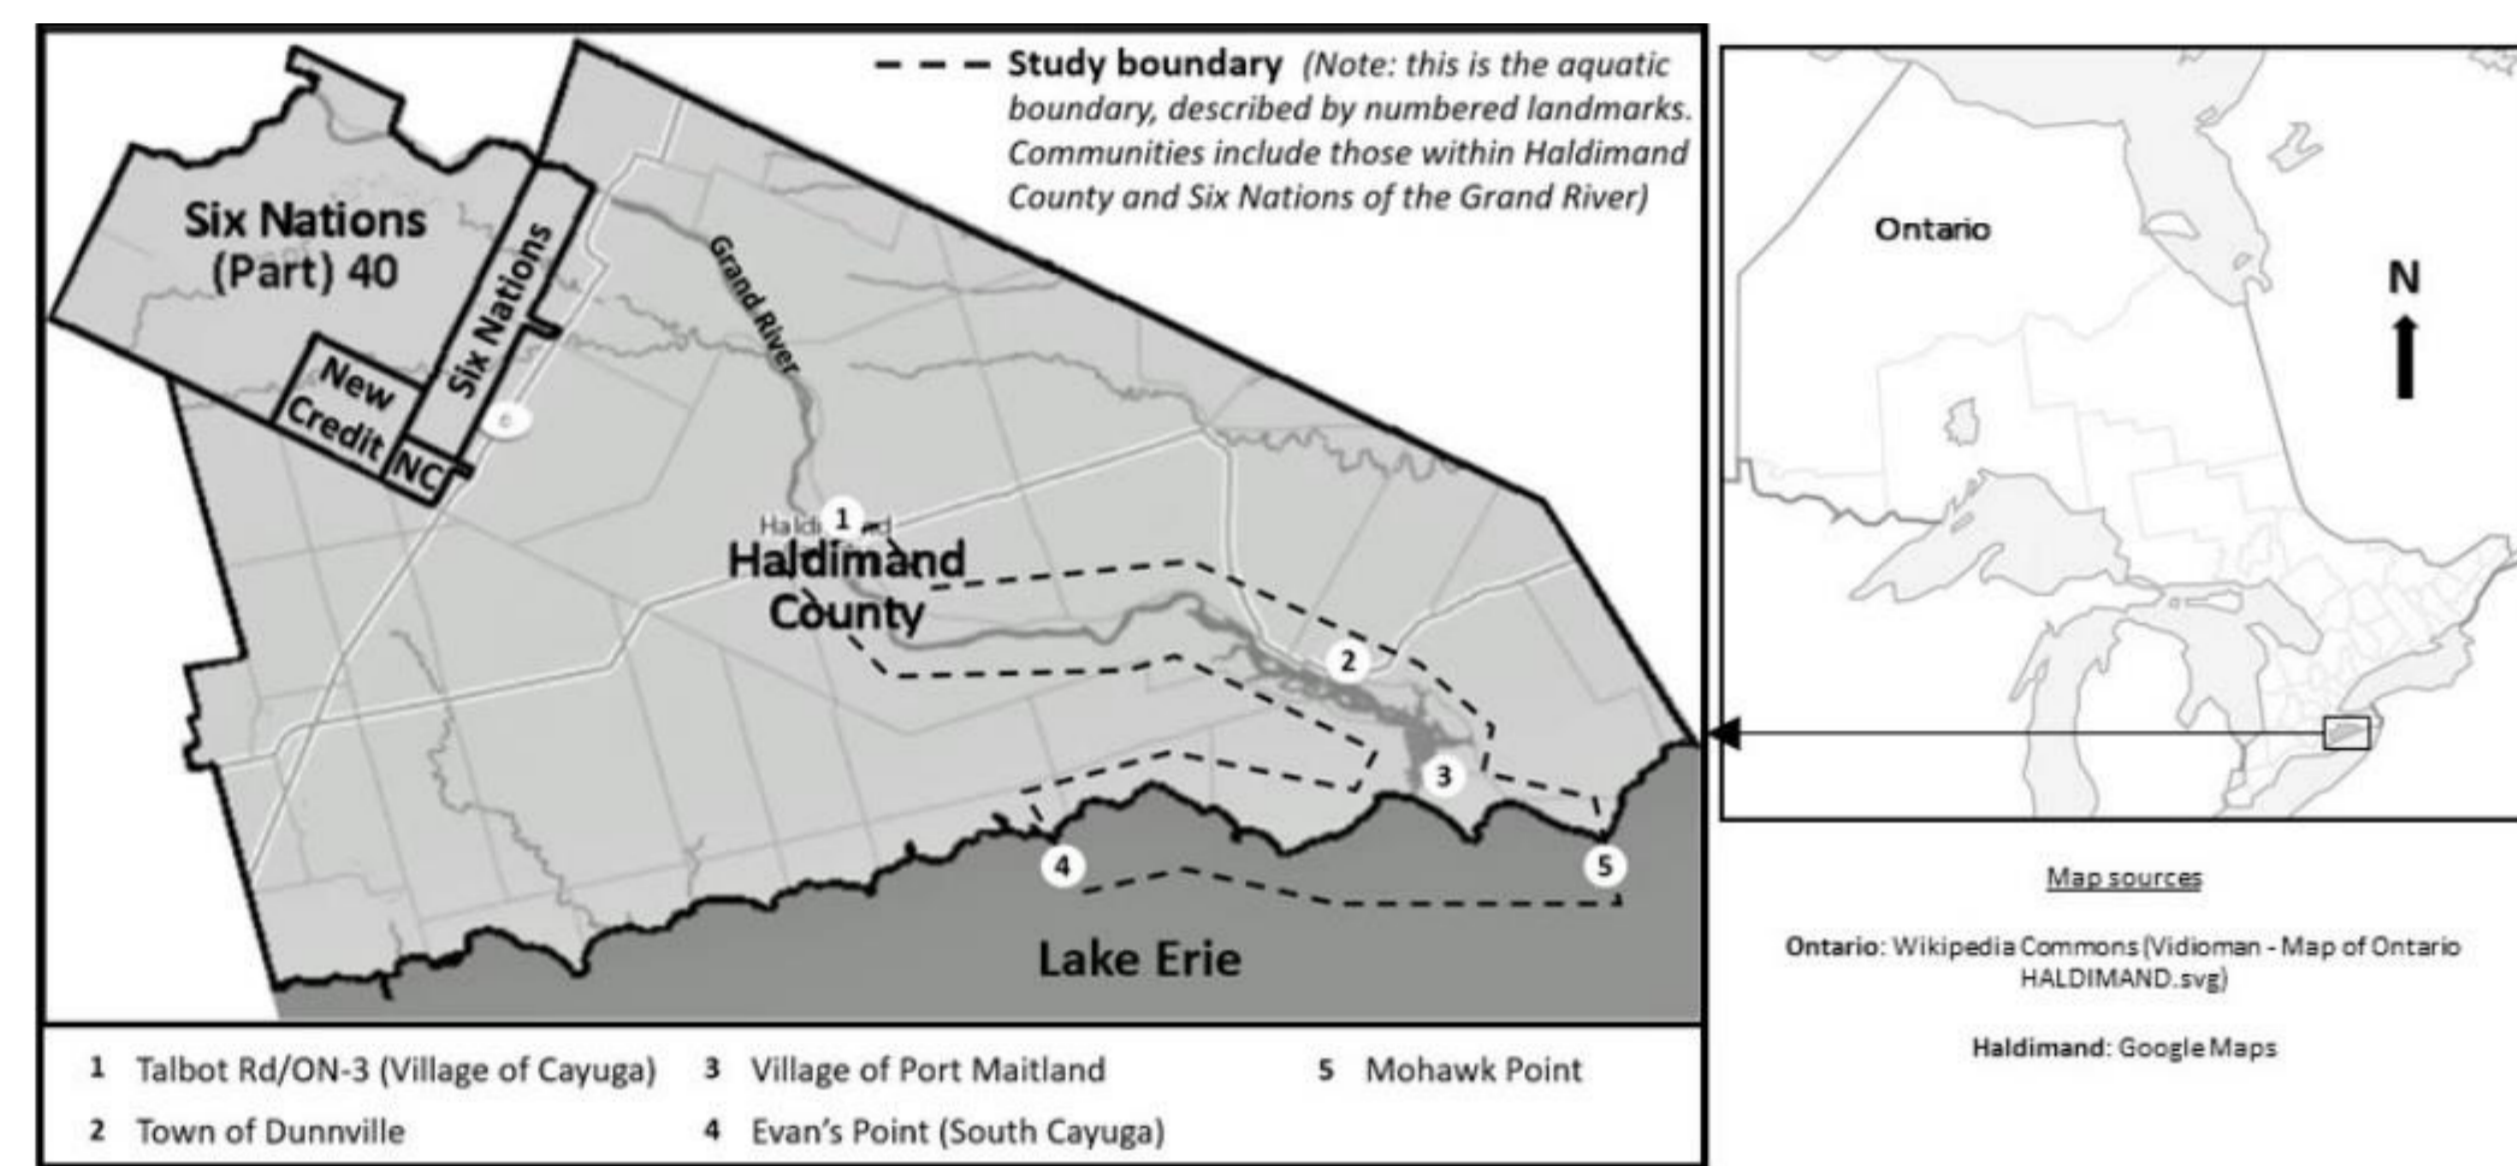 Study boundary (Note: this is the aquatic
boundary, described by numbered landmarks.
Communities include those within Haldimand
County and Six Nations of the Grand River)
Six Nations
(Part) 40
Six Nations
New
Credit
NC
6
Grand River
1
Haldimand
County
2
3
4
5
Lake Erie
1 Talbot Rd/ON-3 (Village of Cayuga)
2 Town of Dunnville
3 Village of Port Maitland
4 Evan's Point (South Cayuga)
5 Mohawk Point
Ontario
N
Map sources
Ontario: Wikipedia Commons (Vidioman - Map of Ontario
HALDIMAND.svg)
Haldimand: Google Maps